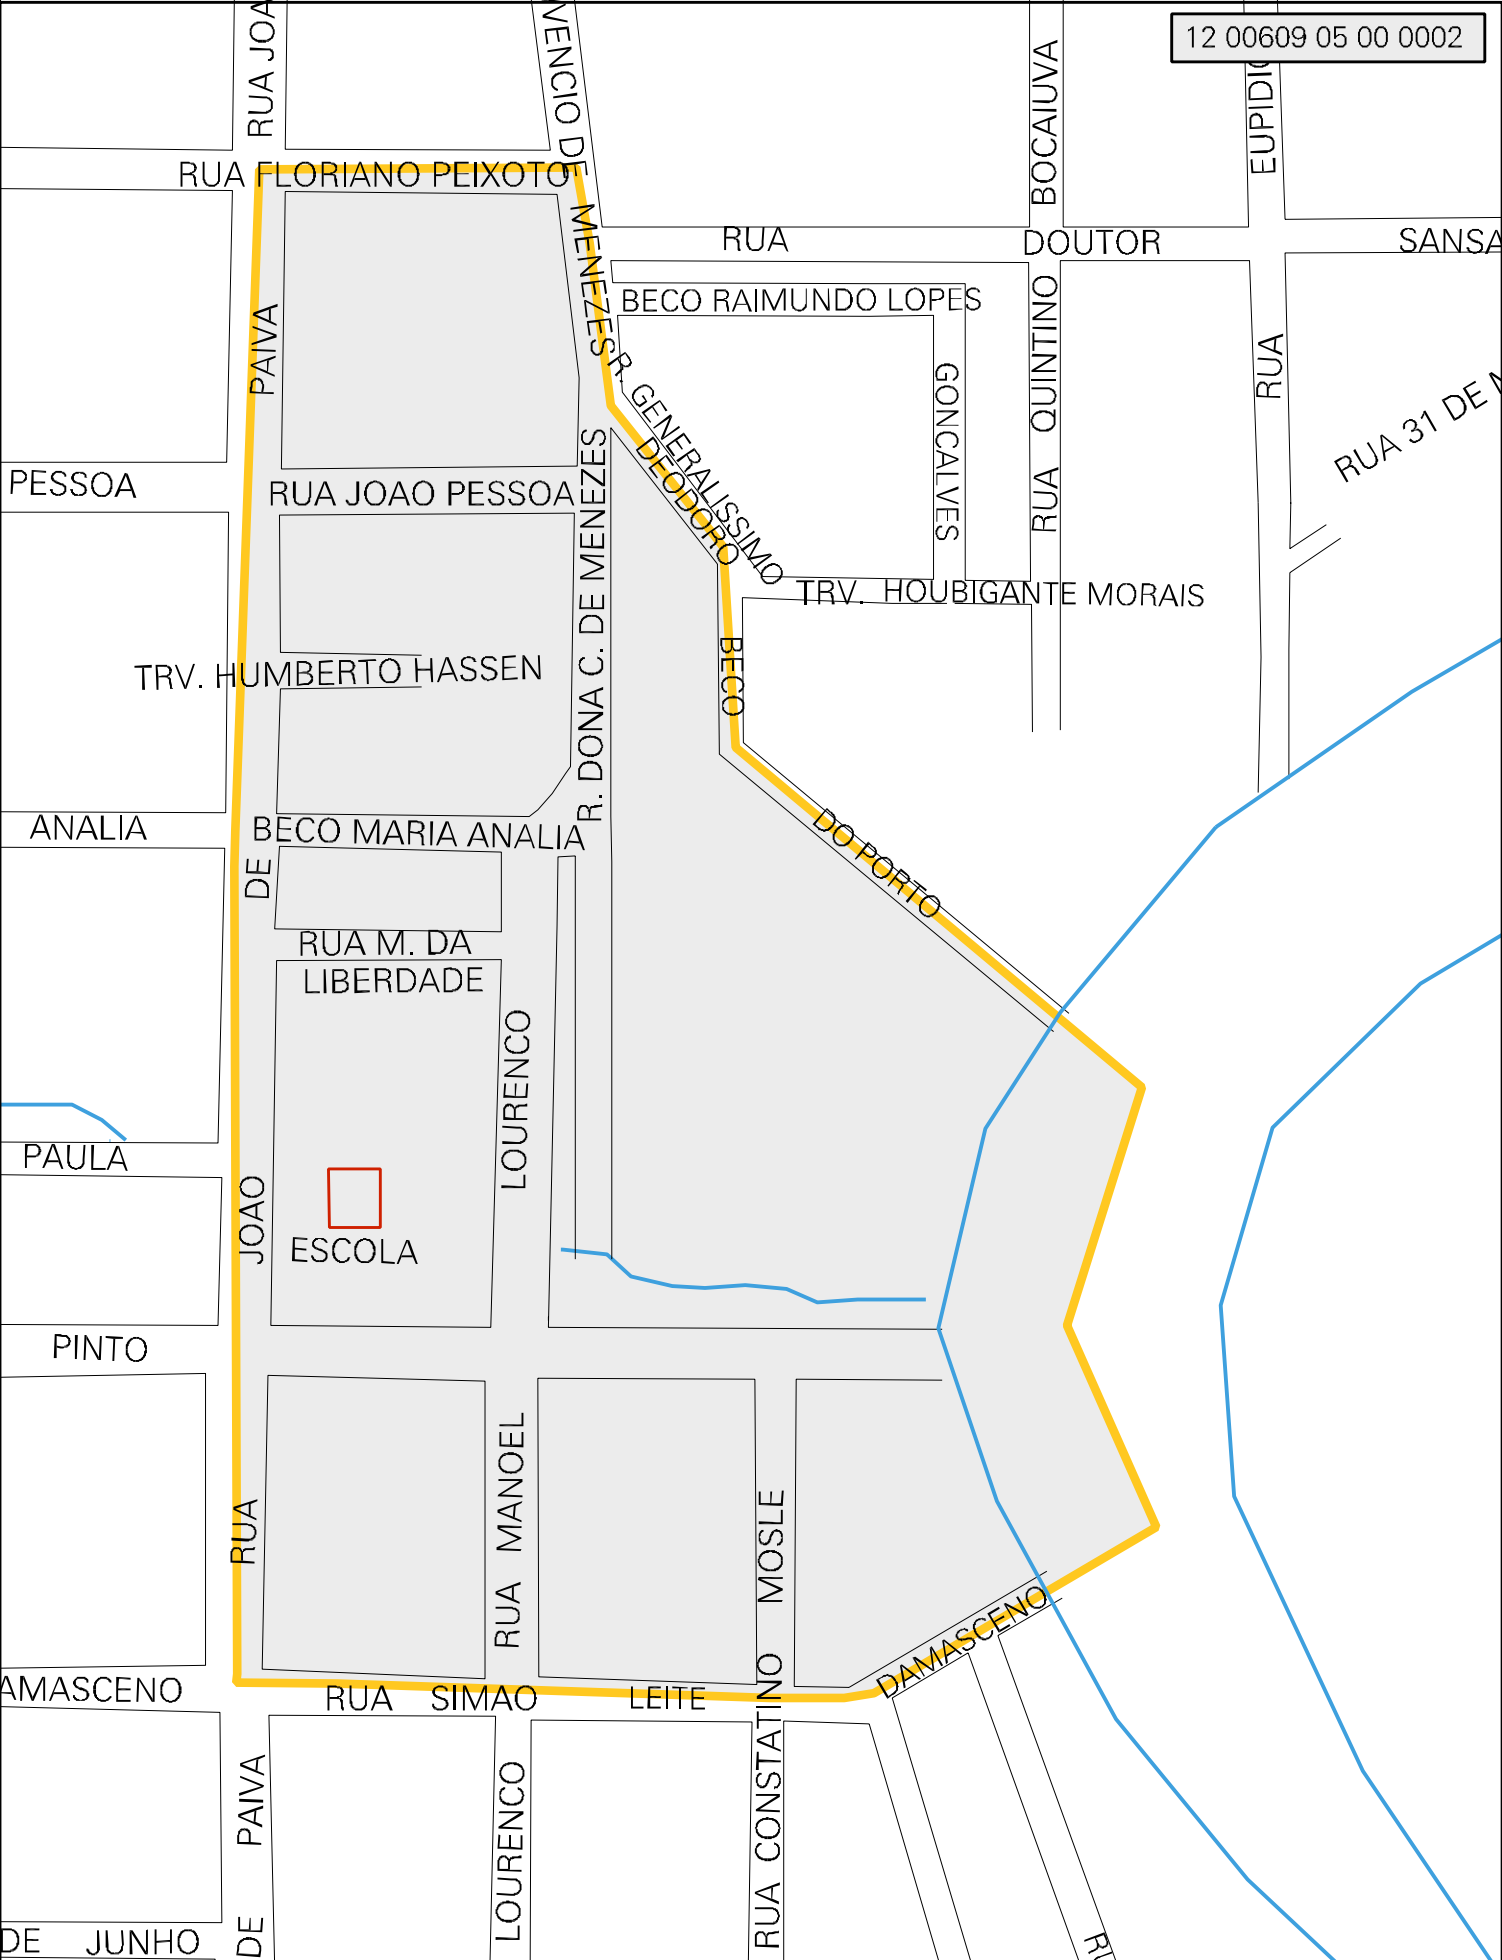 12 00609 05 00 0002
RUA JOA
VENCIO DE MENEZES
BOCAIUVA
EUPIDIO
RUA FLORIANO PEIXOTO
RUA DOUTOR SANSA
BECO RAIMUNDO LOPES
PAIVA
R. GENERALISSIMO
DEODORO
GONCALVES
RUA QUINTINO
RUA
RUA 31 DE M
PESSOA
RUA JOAO PESSOA
R. DONA C. DE MENEZES
TRV. HOUBIGANTE MORAIS
TRV. HUMBERTO HASSEN
BECO
DO PORTO
ANALIA
BECO MARIA ANALIA
DE
RUA M. DA
LIBERDADE
LOURENCO
PAULA
JOAO
ESCOLA
PINTO
RUA
RUA MANOEL
MOSLE
DAMASCENO
AMASCENO
RUA SIMAO LEITE
RUA CONSTATINO
DE PAIVA
LOURENCO
DE JUNHO
RU